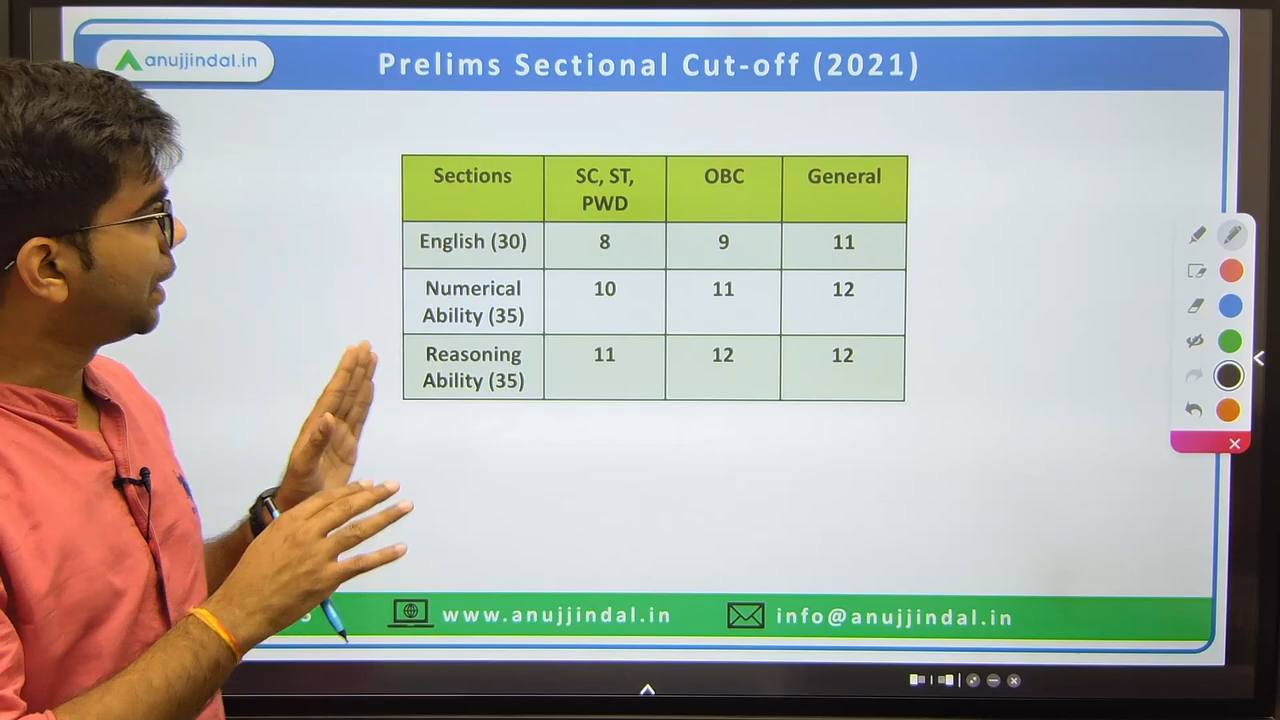 anujjindal.in
Prelims Sectional Cut-off (2021)
Sections SC, ST, PWD OBC General
English (30) 8 9 11
Numerical Ability (35) 10 11 12
Reasoning Ability (35) 11 12 12
www.anujjindal.in info@anujjindal.in